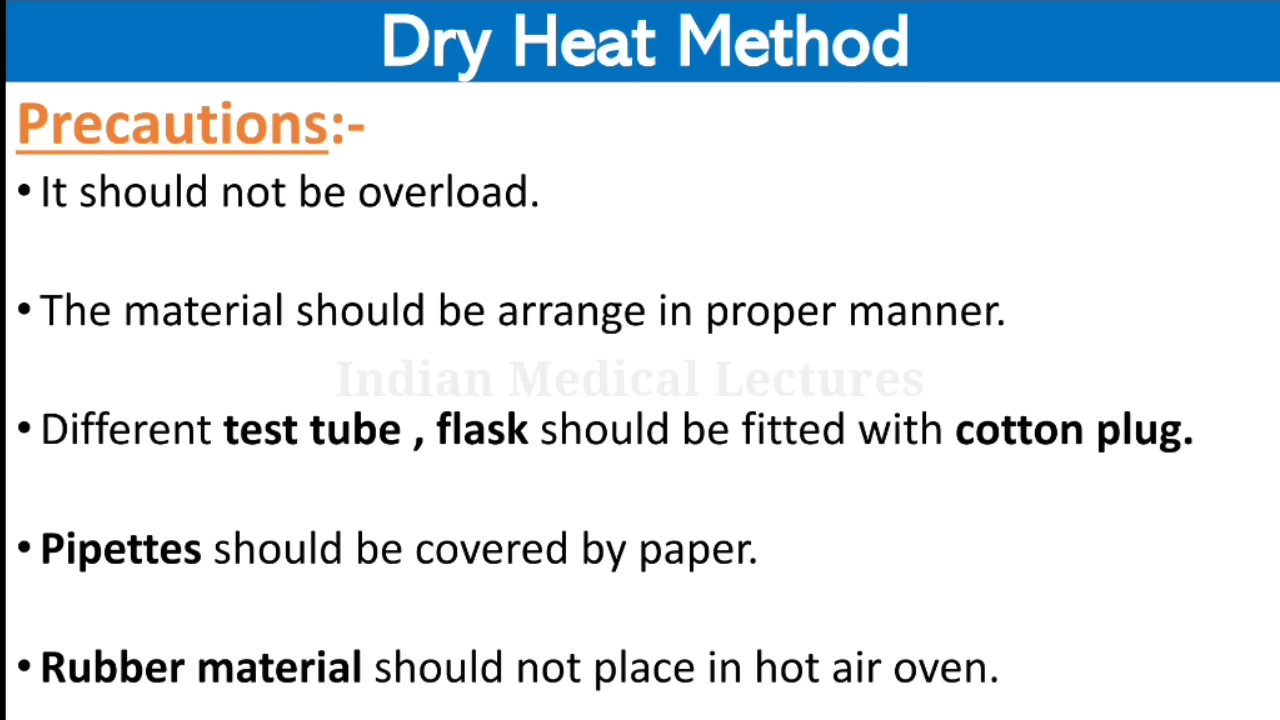 Dry Heat Method
Precautions:-
• It should not be overload.
• The material should be arrange in proper manner.
Indian Medical Lectures
• Different test tube , flask should be fitted with cotton plug.
• Pipettes should be covered by paper.
• Rubber material should not place in hot air oven.